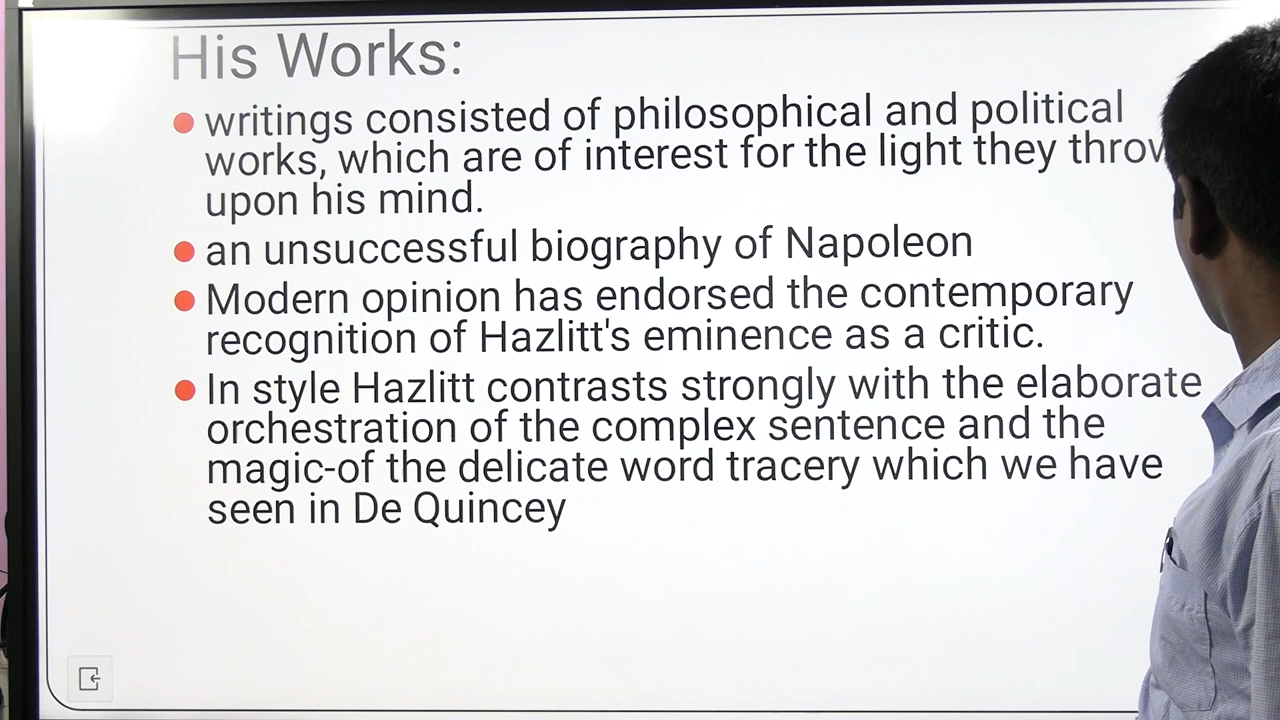 His Works:
writings consisted of philosophical and political
works, which are of interest for the light they
upon his mind.
an unsuccessful biography of Napoleon
Modern opinion has endorsed the contemporary
recognition of Hazlitt's eminence as a critic.
In style Hazlitt contrasts strongly with the elaborate
orchestration of the complex sentence and the
magic-of the delicate word tracery which we have
seen in De Quincey